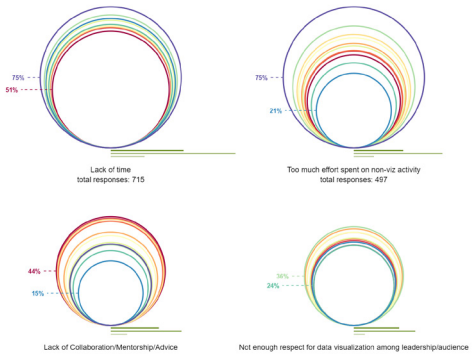 75%
51%
Lack of time
total responses: 715
75%
21%
Too much effort spent on non-viz activity
total responses: 497
44%
15%
Lack of Collaboration/Mentorship/Advice
24%
Not enough respect for data visualization among leadership/audience